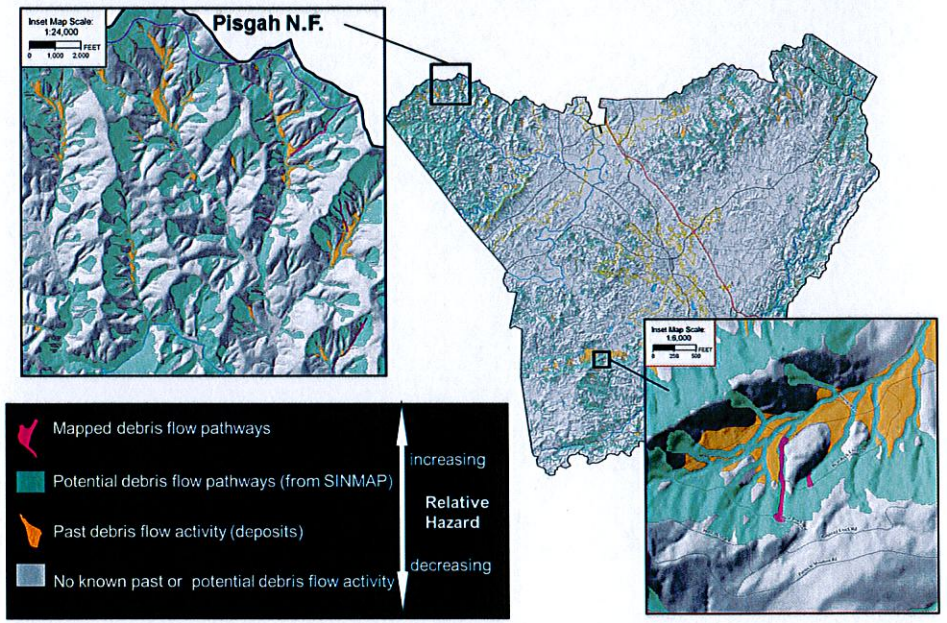 Inset Map Scale:
1:24,000
FEET
0 1,000 2,000
Pisgah N.F.
Inset Map Scale:
1:6,000
FEET
0 250 500
Mapped debris flow pathways
Potential debris flow pathways (from SINMAP)
Past debris flow activity (deposits)
No known past or potential debris flow activity
increasing
Relative
Hazard
decreasing